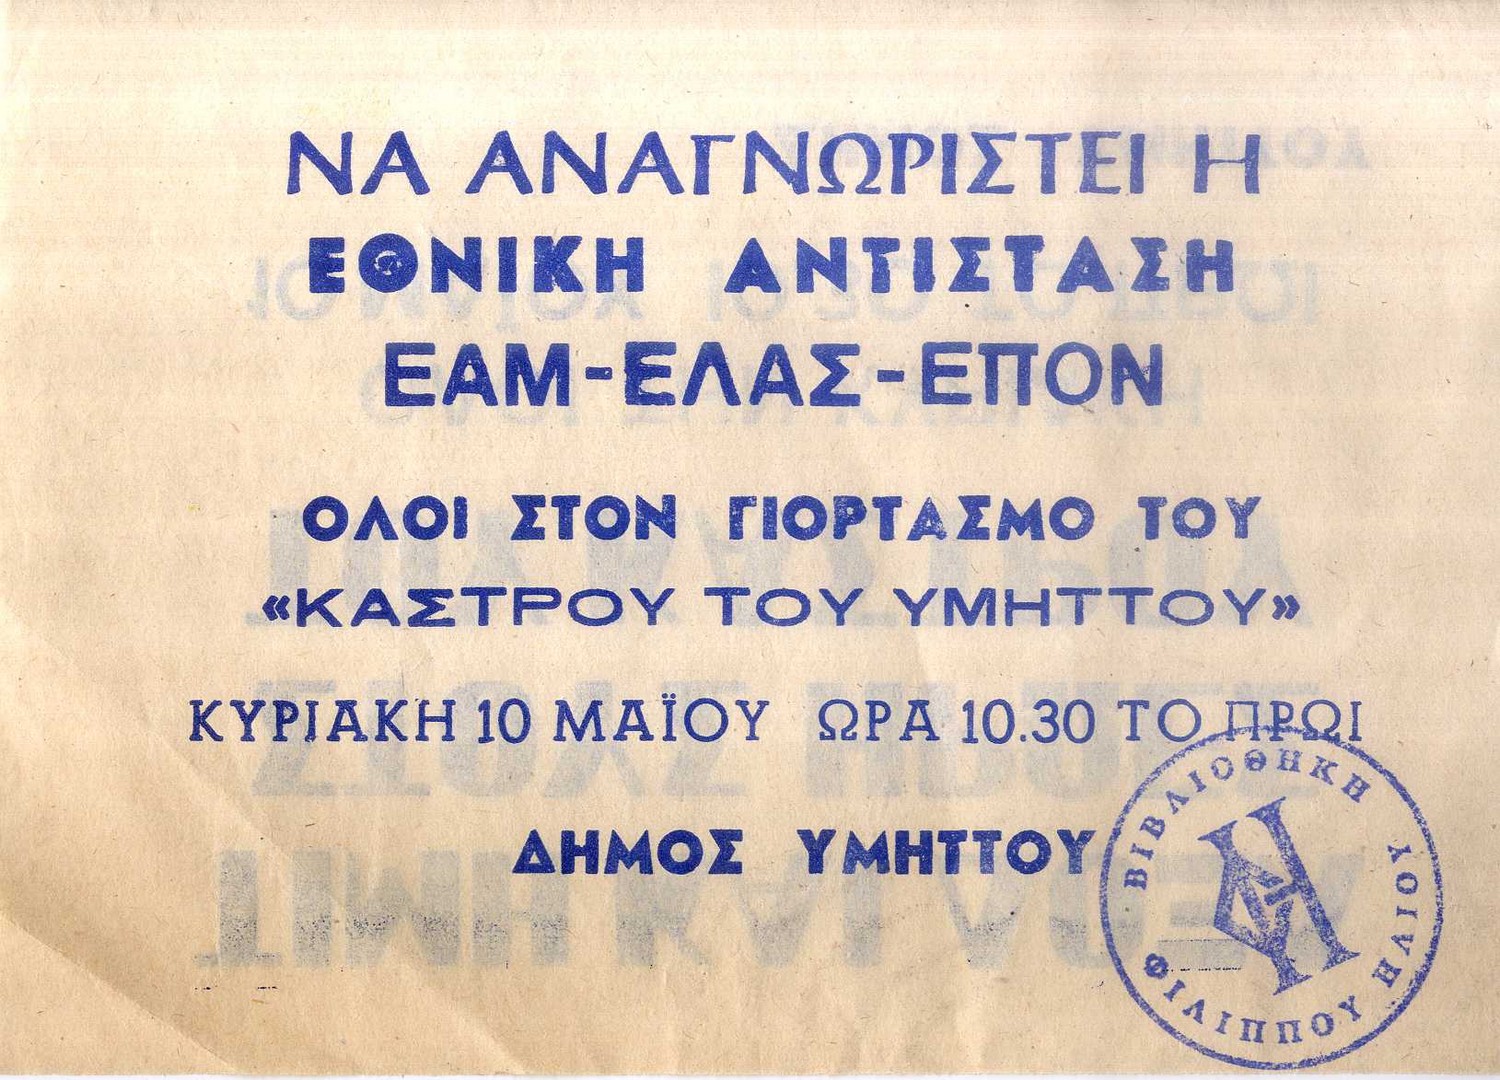 ΝΑ ΑΝΑΓΝΩΡΙΣΤΕΙ Η
ΕΘΝΙΚΗ ΑΝΤΙΣΤΑΣΗ
ΕΑΜ-ΕΛΑΣ-ΕΠΟΝ
ΟΛΟΙ ΣΤΟΝ ΓΙΟΡΤΑΣΜΟ ΤΟΥ
«ΚΑΣΤΡΟΥ ΤΟΥ ΥΜΗΤΤΟΥ»
ΚΥΡΙΑΚΗ 10 ΜΑΪΟΥ ΩΡΑ 10.30 ΤΟ ΠΡΩΙ
ΔΗΜΟΣ ΥΜΗΤΤΟΥ
ΒΙΒΛΙΟΘΗΚΗ
ΦΙΛΙΠΠΟΥ ΗΛΙΟΥ